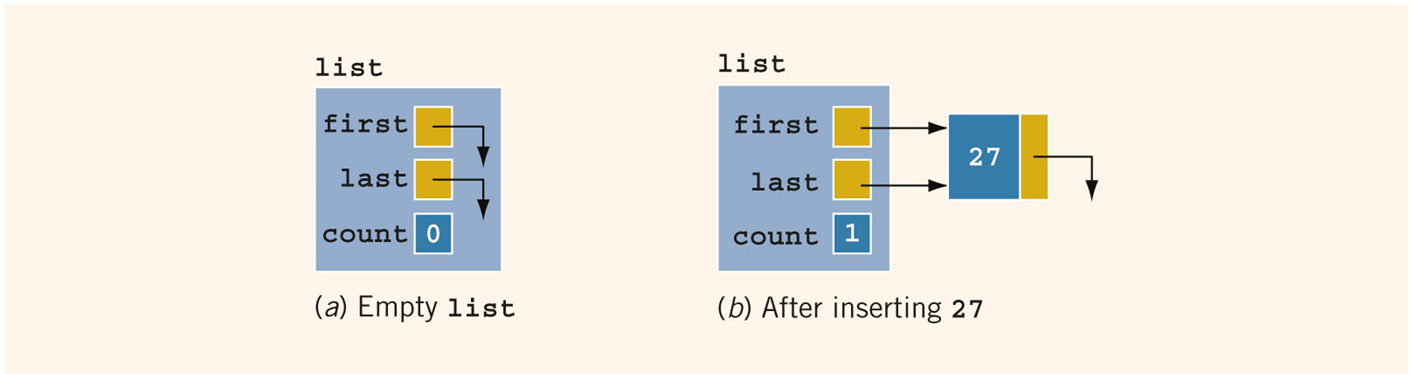 list
first
last
count 0
(a) Empty list
list
first
last
count 1
27
(b) After inserting 27